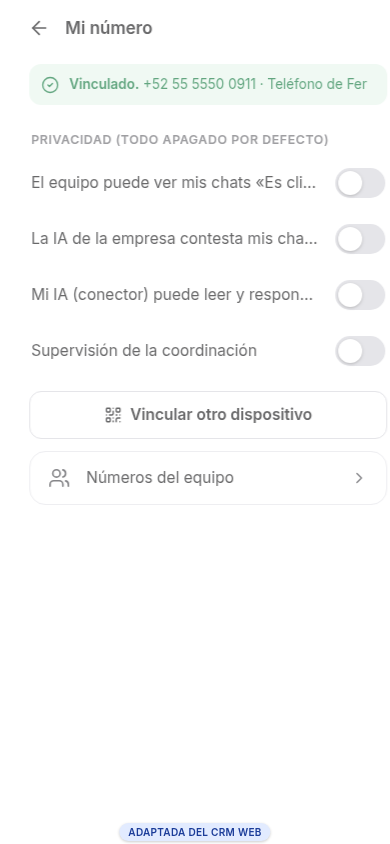 Mi número
Vinculado. +52 55 5550 0911 · Teléfono de Fer
PRIVACIDAD (TODO APAGADO POR DEFECTO)
El equipo puede ver mis chats «Es cli...
La IA de la empresa contesta mis cha...
Mi IA (conector) puede leer y respon...
Supervisión de la coordinación
Vincular otro dispositivo
Números del equipo
ADAPTADA DEL CRM WEB